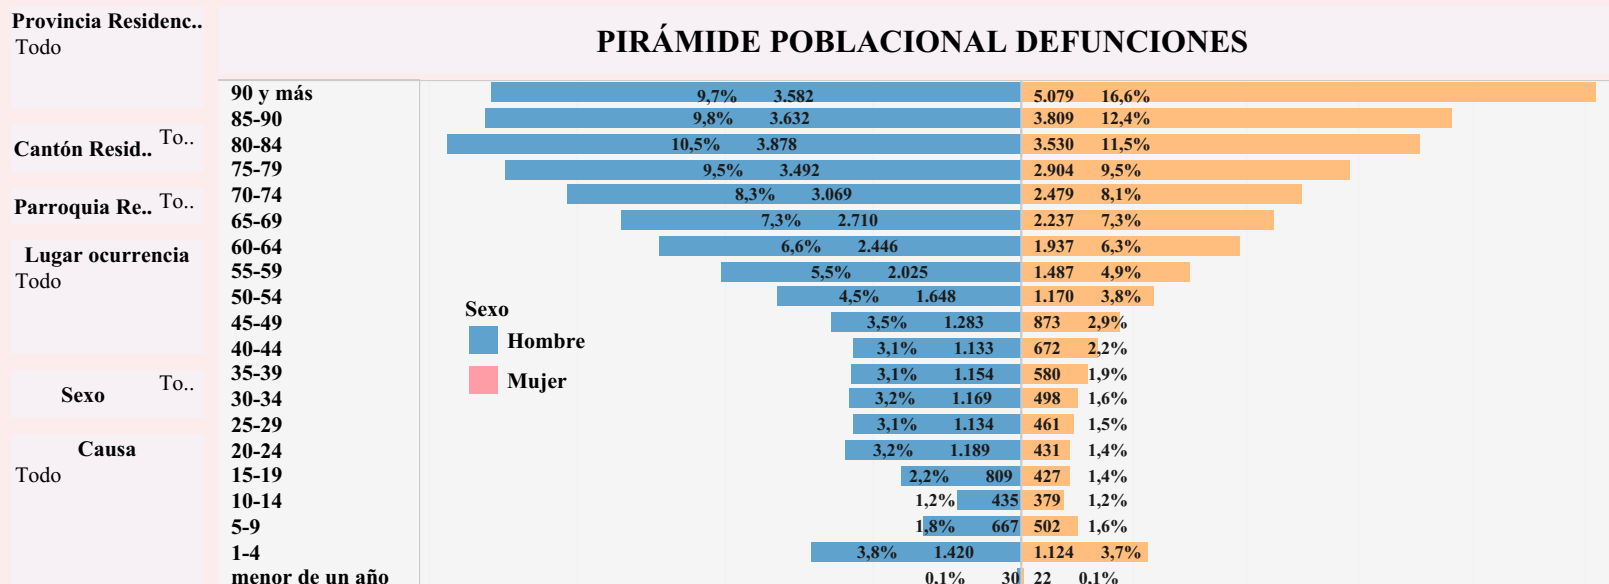 Provincia Residenc..
Todo
Cantón Resid.. To..
Parroquia Re.. To..
Lugar ocurrencia
Todo
Sexo To..
Causa
Todo
PIRÁMIDE POBLACIONAL DEFUNCIONES
90 y más 9,7% 3.582 5.079 16,6%
85-90 9,8% 3.632 3.809 12,4%
80-84 10,5% 3.878 3.530 11,5%
75-79 9,5% 3.492 2.904 9,5%
70-74 8,3% 3.069 2.479 8,1%
65-69 7,3% 2.710 2.237 7,3%
60-64 6,6% 2.446 1.937 6,3%
55-59 5,5% 2.025 1.487 4,9%
50-54 4,5% 1.648 1.170 3,8%
45-49 3,5% 1.283 873 2,9%
40-44 3,1% 1.133 672 2,2%
35-39 3,1% 1.154 580 1,9%
30-34 3,2% 1.169 498 1,6%
25-29 3,1% 1.134 461 1,5%
20-24 3,2% 1.189 431 1,4%
15-19 2,2% 809 427 1,4%
10-14 1,2% 435 379 1,2%
5-9 1,8% 667 502 1,6%
1-4 3,8% 1.420 1.124 3,7%
menor de un año 0,1% 30 22 0,1%
Sexo
Hombre
Mujer